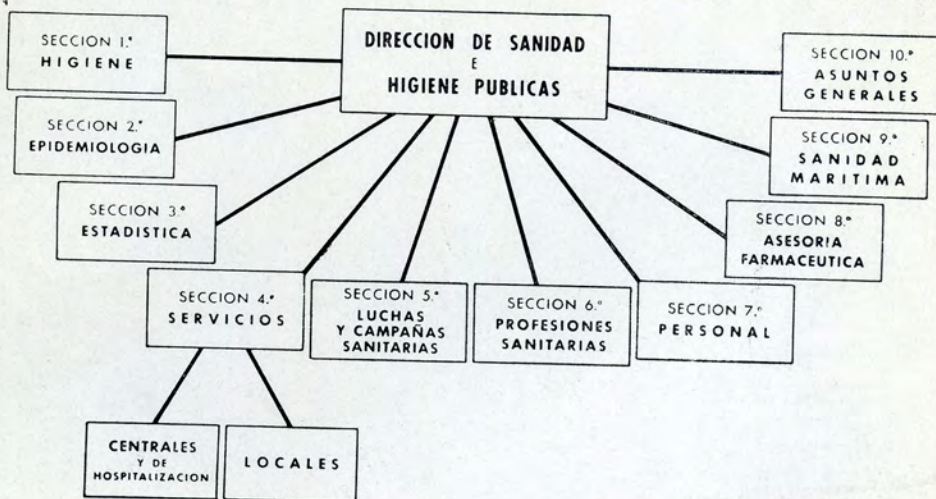 DIRECCION DE SANIDAD
E
HIGIENE PUBLICAS
SECCION 1.ª
HIGIENE
SECCION 2.ª
EPIDEMIOLOGIA
SECCION 3.ª
ESTADISTICA
SECCION 4.ª
SERVICIOS
CENTRALES
Y DE
HOSPITALIZACION
LOCALES
SECCION 5.ª
LUCHAS
Y CAMPAÑAS
SANITARIAS
SECCION 6.ª
PROFESIONES
SANITARIAS
SECCION 7.ª
PERSONAL
SECCION 8.ª
ASESORIA
FARMACEUTICA
SECCION 9.ª
SANIDAD
MARITIMA
SECCION 10.ª
ASUNTOS
GENERALES